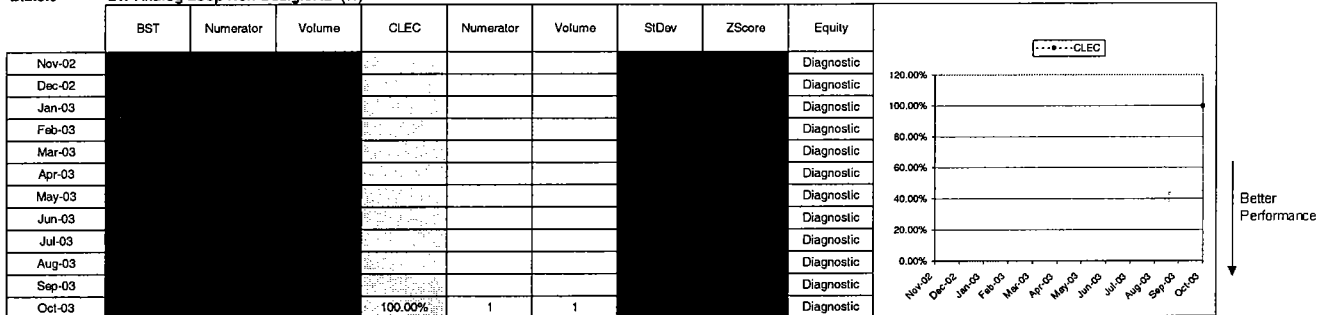 BST Numerator Volume CLEC Numerator Volume StDev ZScore Equity
Nov-02 Diagnostic
Dec-02 Diagnostic
Jan-03 Diagnostic
Feb-03 Diagnostic
Mar-03 Diagnostic
Apr-03 Diagnostic
May-03 Diagnostic
Jun-03 Diagnostic
Jul-03 Diagnostic
Aug-03 Diagnostic
Sep-03 Diagnostic
Oct-03 100.00% 1 1 Diagnostic
CLEC
120.00%
100.00%
80.00%
60.00%
40.00%
20.00%
0.00%
Nov-02 Dec-02 Jan-03 Feb-03 Mar-03 Apr-03 May-03 Jun-03 Jul-03 Aug-03 Sep-03 Oct-03
Better
Performance